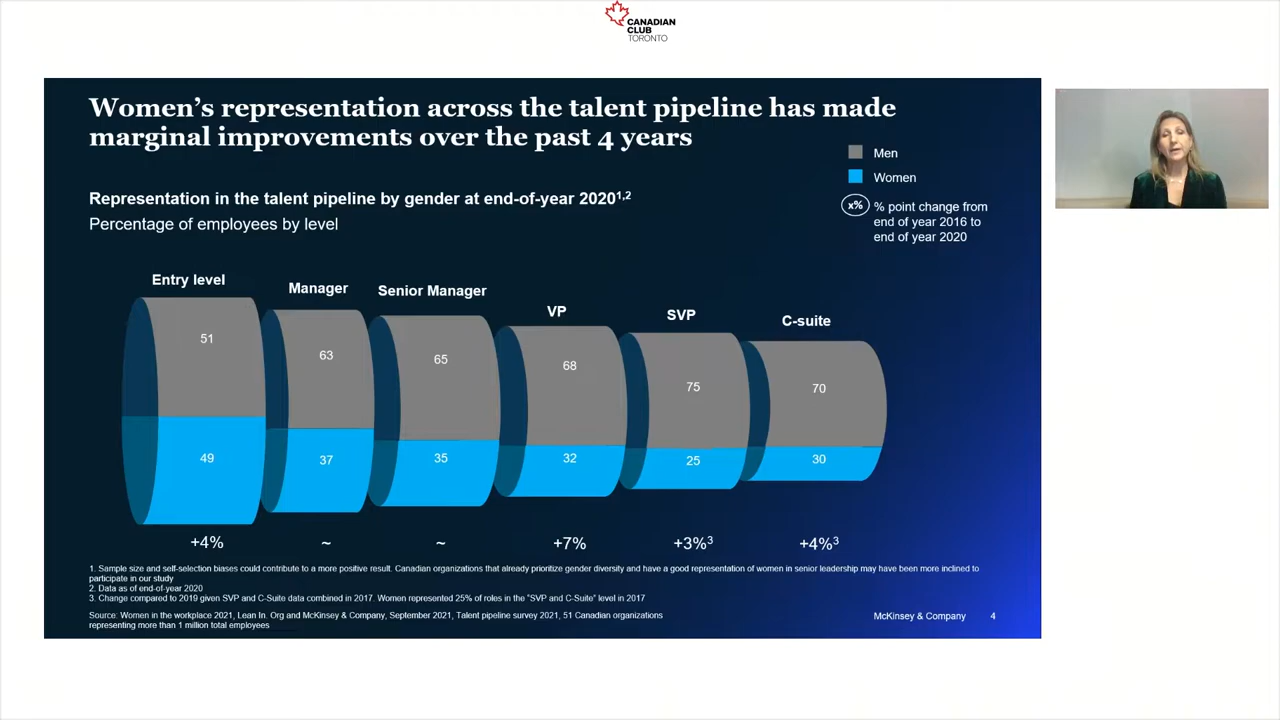 CANADIAN
CLUB
TORONTO
Women's representation across the talent pipeline has made
marginal improvements over the past 4 years
Men
Women
x% % point change from
end of year 2016 to
end of year 2020
Representation in the talent pipeline by gender at end-of-year 2020¹,²
Percentage of employees by level
Entry level
Manager
Senior Manager
VP
SVP
C-suite
51
63
65
68
75
70
49
37
35
32
25
30
+4%
~
~
+7%
+3%³
+4%³
1. Sample size and self-selection biases could contribute to a more positive result. Canadian organizations that already prioritize gender diversity and have a good representation of women in senior leadership may have been more inclined to
participate in our study
2. Data as of end-of-year 2020
3. Change compared to 2019 given SVP and C-Suite data combined in 2017. Women represented 25% of roles in the "SVP and C-Suite" level in 2017
Source: Women in the workplace 2021, Lean In. Org and McKinsey & Company, September 2021, Talent pipeline survey 2021, 51 Canadian organizations
representing more than 1 million total employees
McKinsey & Company 4